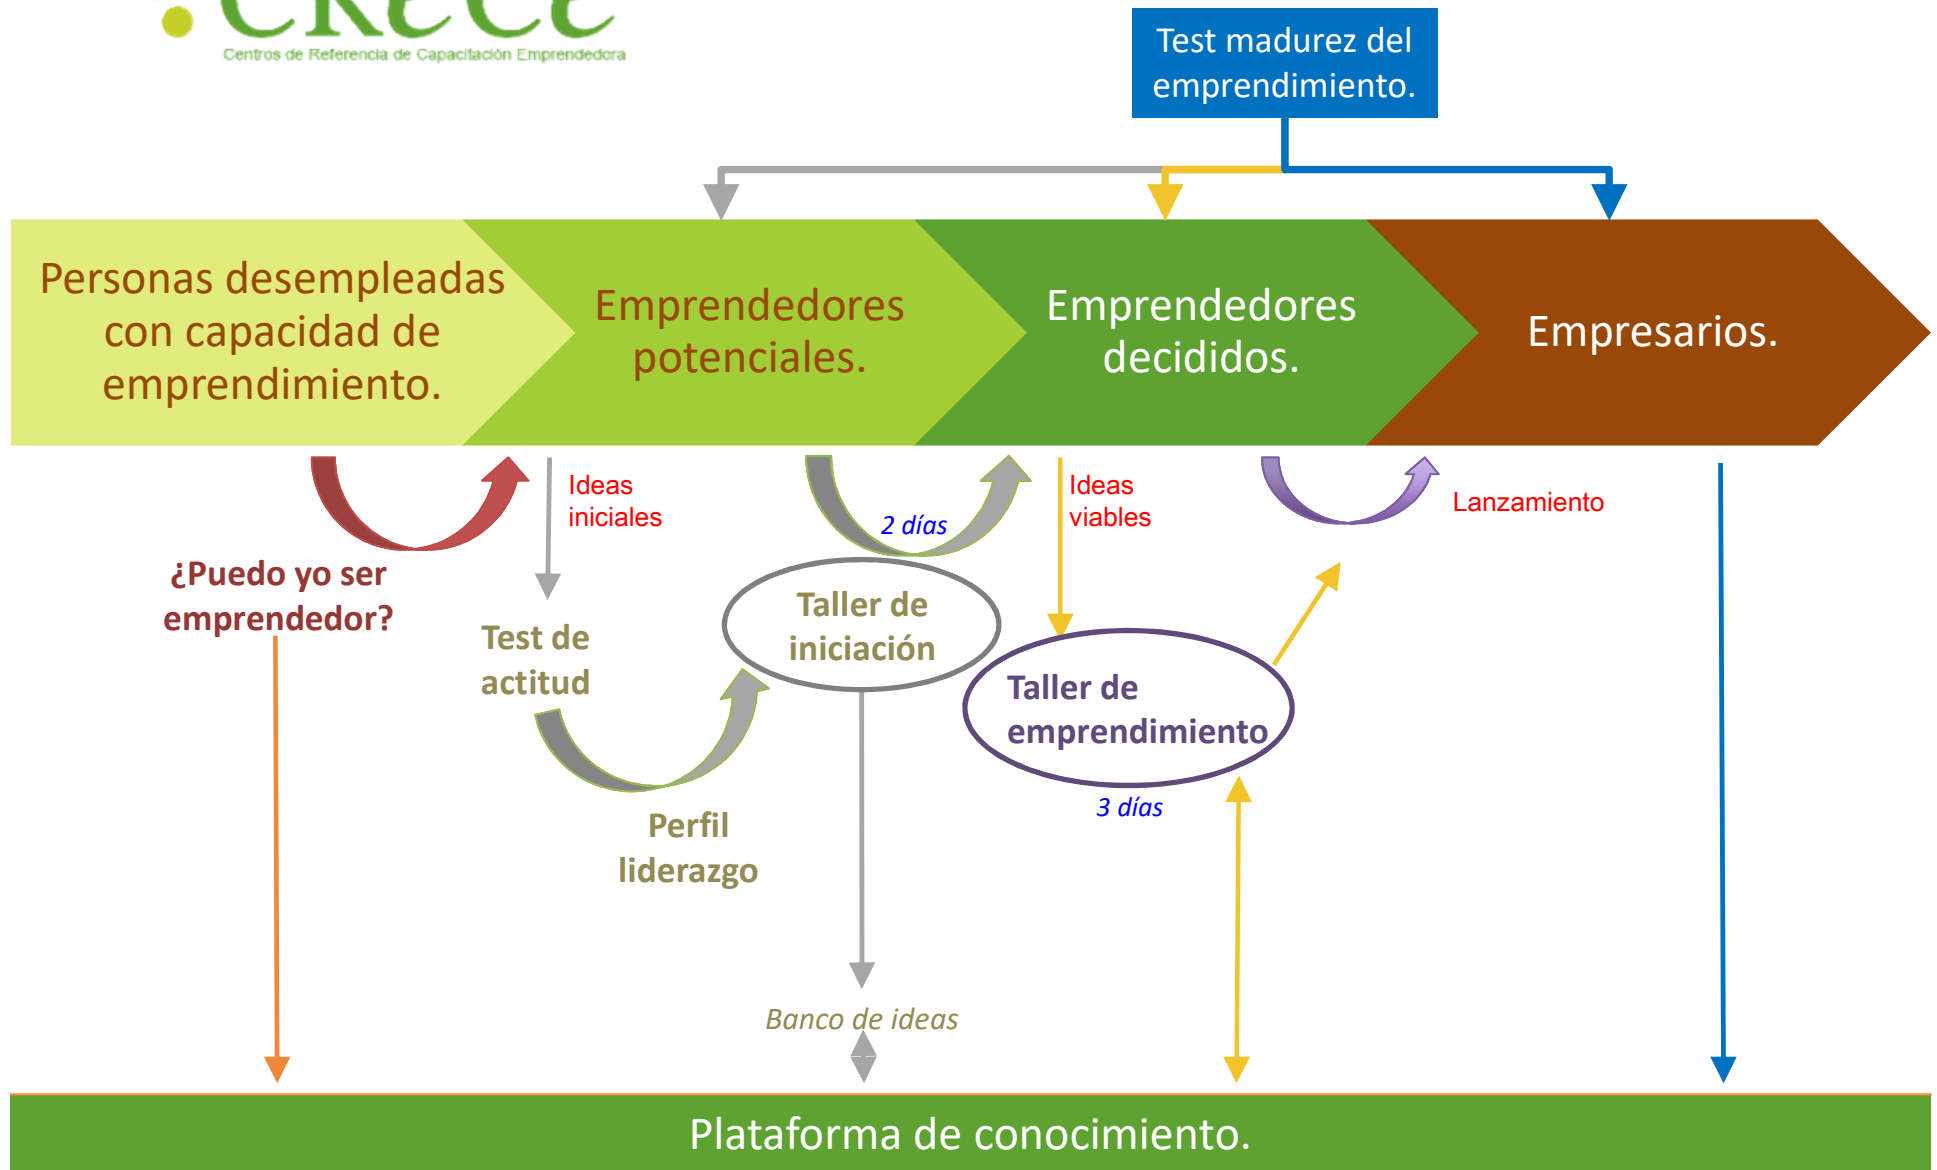 CRECE
Centros de Referencia de Capacitación Emprendedora
Test madurez del
emprendimiento.
Personas desempleadas
con capacidad de
emprendimiento.
Emprendedores
potenciales.
Emprendedores
decididos.
Empresarios.
Ideas
iniciales
2 días
Ideas
viables
Lanzamiento
¿Puedo yo ser
emprendedor?
Test de
actitud
Taller de
iniciación
Taller de
emprendimiento
3 días
Perfil
liderazgo
Banco de ideas
Plataforma de conocimiento.